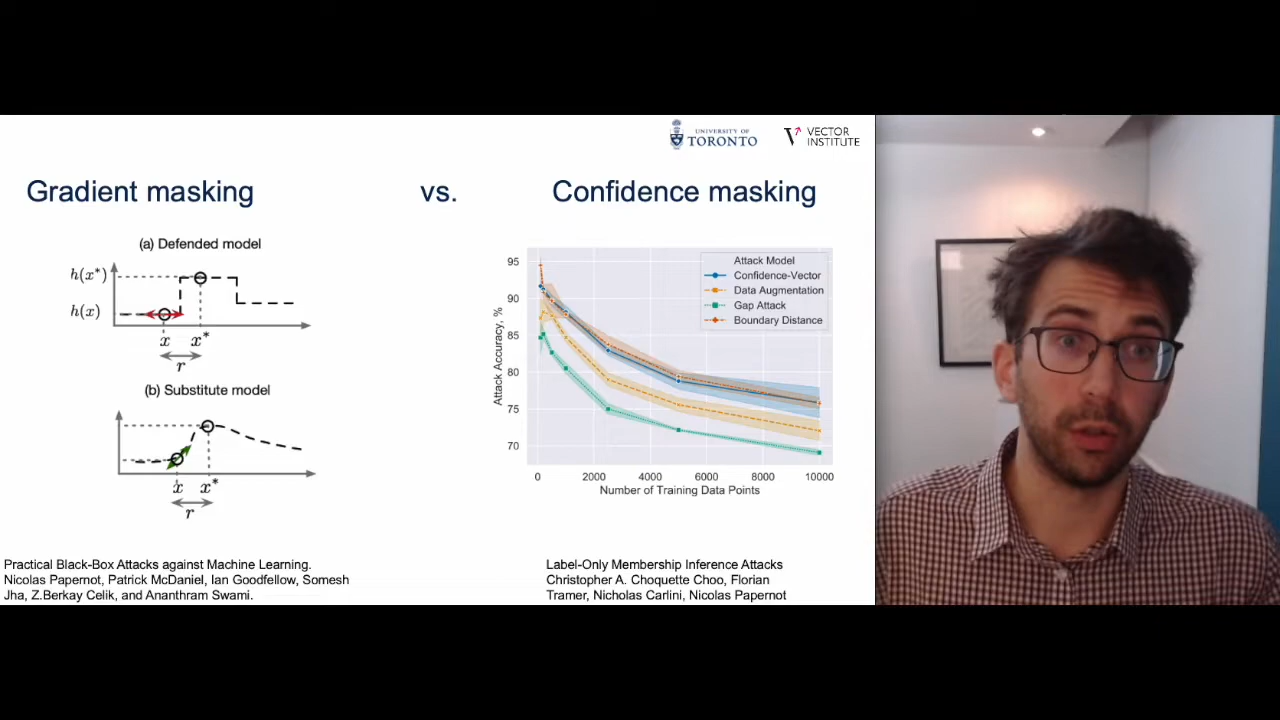 UNIVERSITY OF
TORONTO
VECTOR
INSTITUTE
Gradient masking
vs.
Confidence masking
(a) Defended model
h(x*)
h(x)
x
x*
r
(b) Substitute model
x
x*
r
Attack Model
Confidence-Vector
Data Augmentation
Gap Attack
Boundary Distance
Attack Accuracy, %
95
90
85
80
75
70
0 2000 4000 6000 8000 10000
Number of Training Data Points
Practical Black-Box Attacks against Machine Learning.
Nicolas Papernot, Patrick McDaniel, Ian Goodfellow, Somesh
Jha, Z.Berkay Celik, and Ananthram Swami.
Label-Only Membership Inference Attacks
Christopher A. Choquette Choo, Florian
Tramer, Nicholas Carlini, Nicolas Papernot